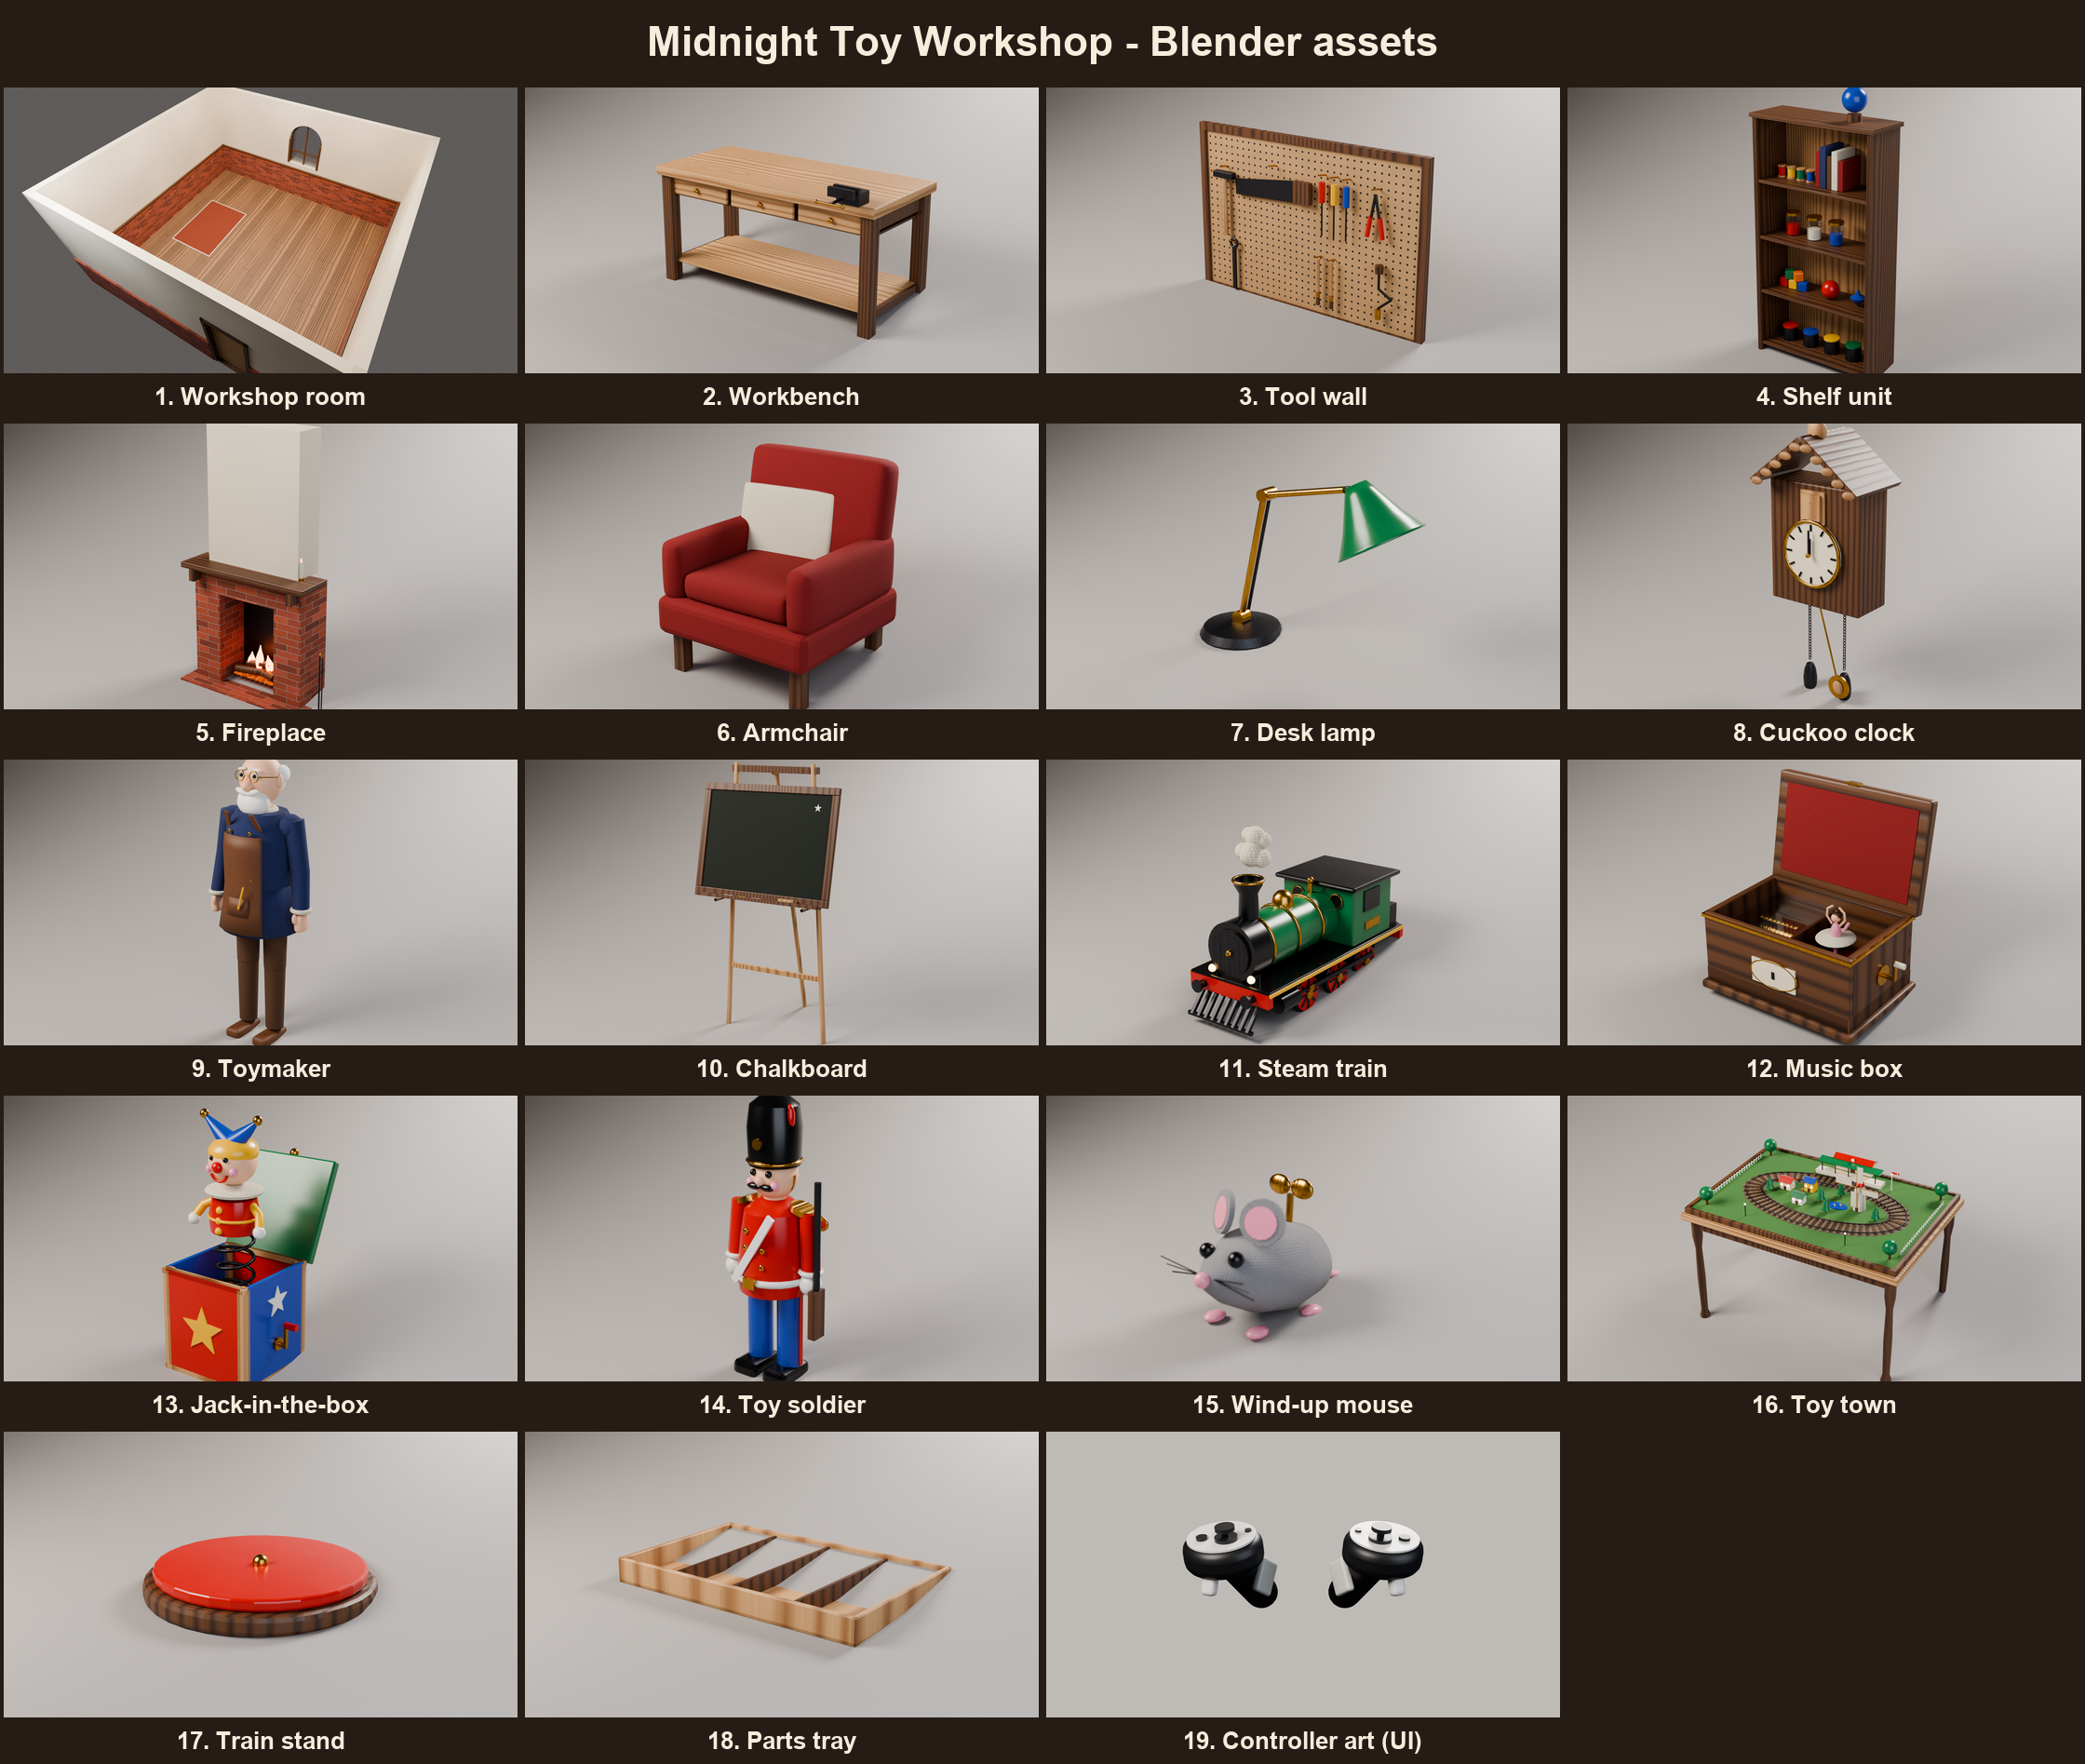 Midnight Toy Workshop - Blender assets
1. Workshop room
2. Workbench
3. Tool wall
4. Shelf unit
5. Fireplace
6. Armchair
7. Desk lamp
8. Cuckoo clock
9. Toymaker
10. Chalkboard
11. Steam train
12. Music box
13. Jack-in-the-box
14. Toy soldier
15. Wind-up mouse
16. Toy town
17. Train stand
18. Parts tray
19. Controller art (UI)